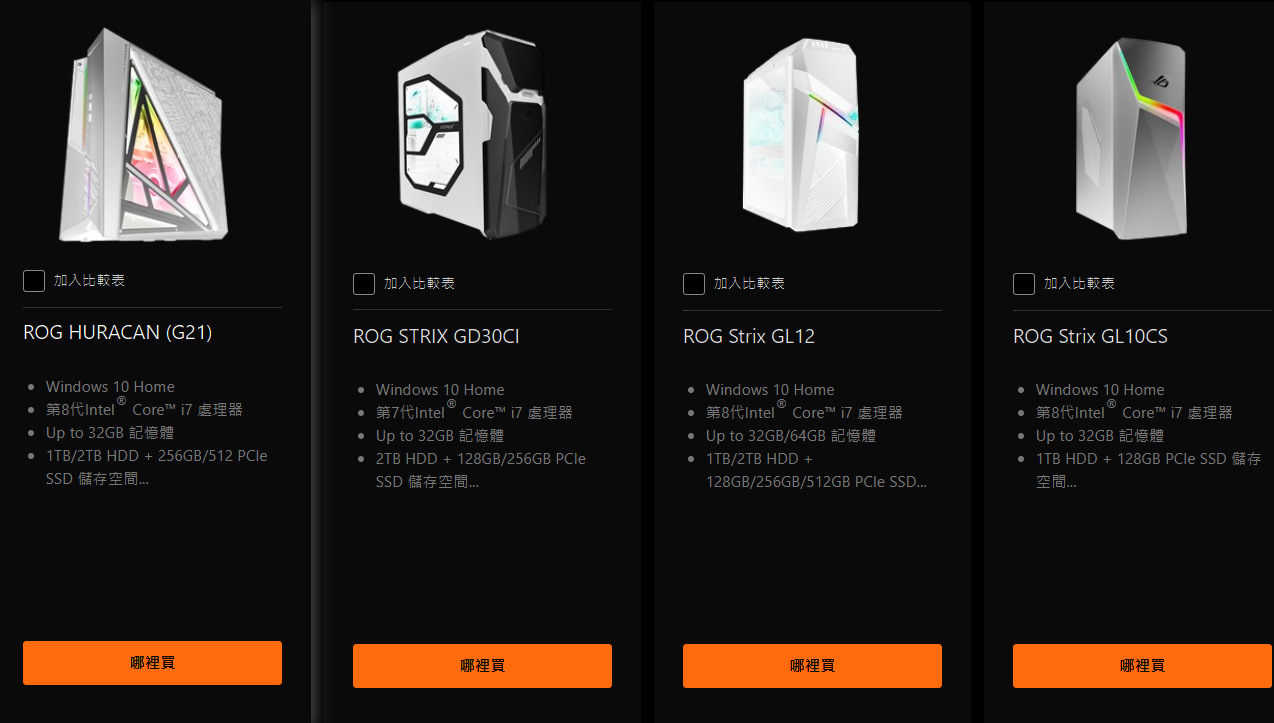 加入比較表
ROG HURACAN (G21)
Windows 10 Home
第8代Intel® Core™ i7 處理器
Up to 32GB 記憶體
1TB/2TB HDD + 256GB/512 PCIe
SSD 儲存空間...
哪裡買
加入比較表
ROG STRIX GD30CI
Windows 10 Home
第7代Intel® Core™ i7 處理器
Up to 32GB 記憶體
2TB HDD + 128GB/256GB PCIe
SSD 儲存空間...
哪裡買
加入比較表
ROG Strix GL12
Windows 10 Home
第8代Intel® Core™ i7 處理器
Up to 32GB/64GB 記憶體
1TB/2TB HDD +
128GB/256GB/512GB PCIe SSD...
哪裡買
加入比較表
ROG Strix GL10CS
Windows 10 Home
第8代Intel® Core™ i7 處理器
Up to 32GB 記憶體
1TB HDD + 128GB PCIe SSD 儲存
空間...
哪裡買